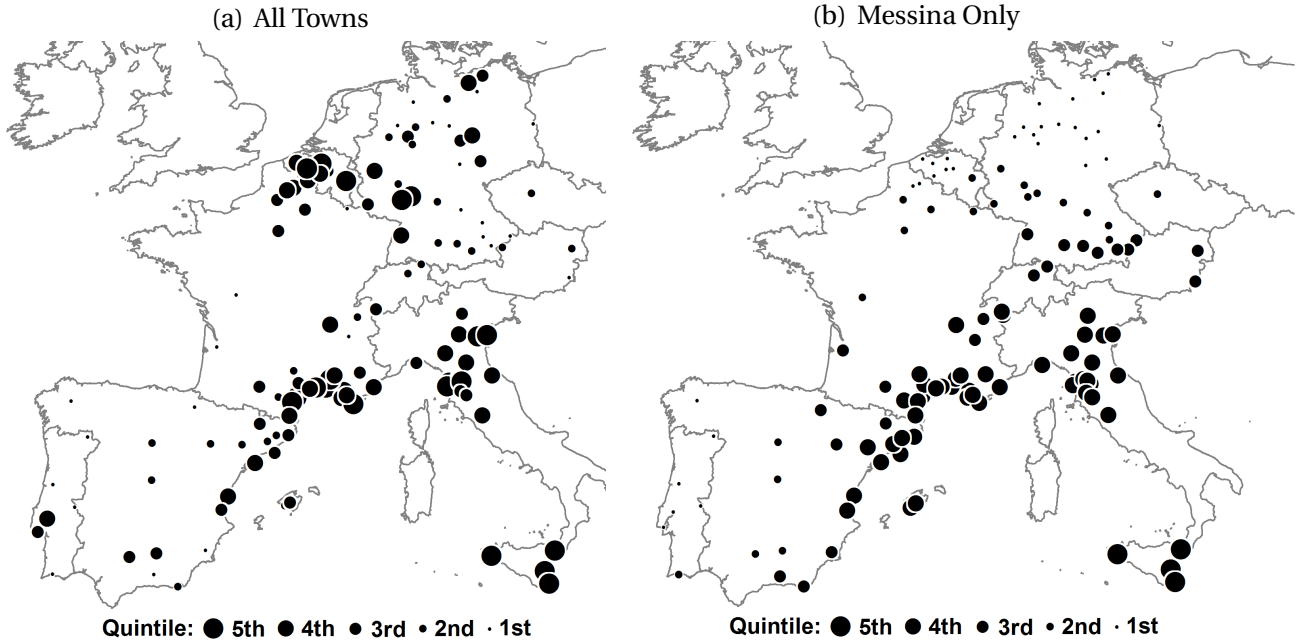 (a) All Towns
(b) Messina Only
Quintile: 5th 4th 3rd 2nd 1st
Quintile: 5th 4th 3rd 2nd 1st